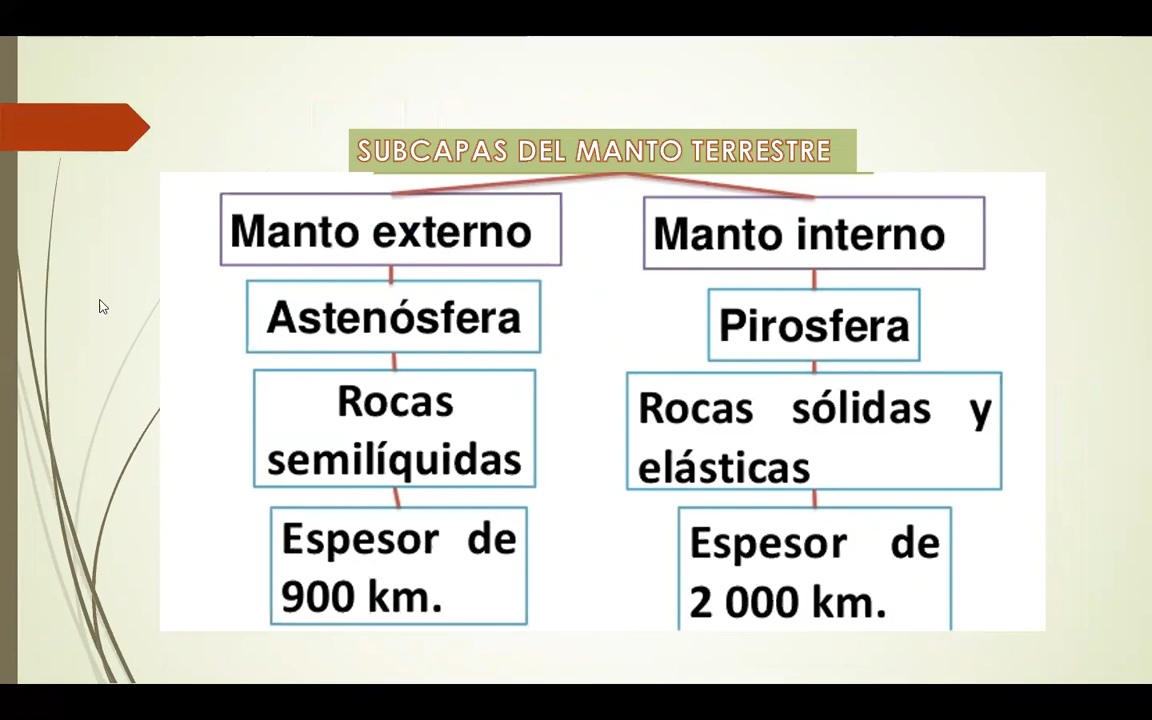 SUBCAPAS DEL MANTO TERRESTRE
Manto externo
Astenósfera
Rocas
semilíquidas
Espesor de
900 km.
Manto interno
Pirosfera
Rocas sólidas y
elásticas
Espesor de
2 000 km.